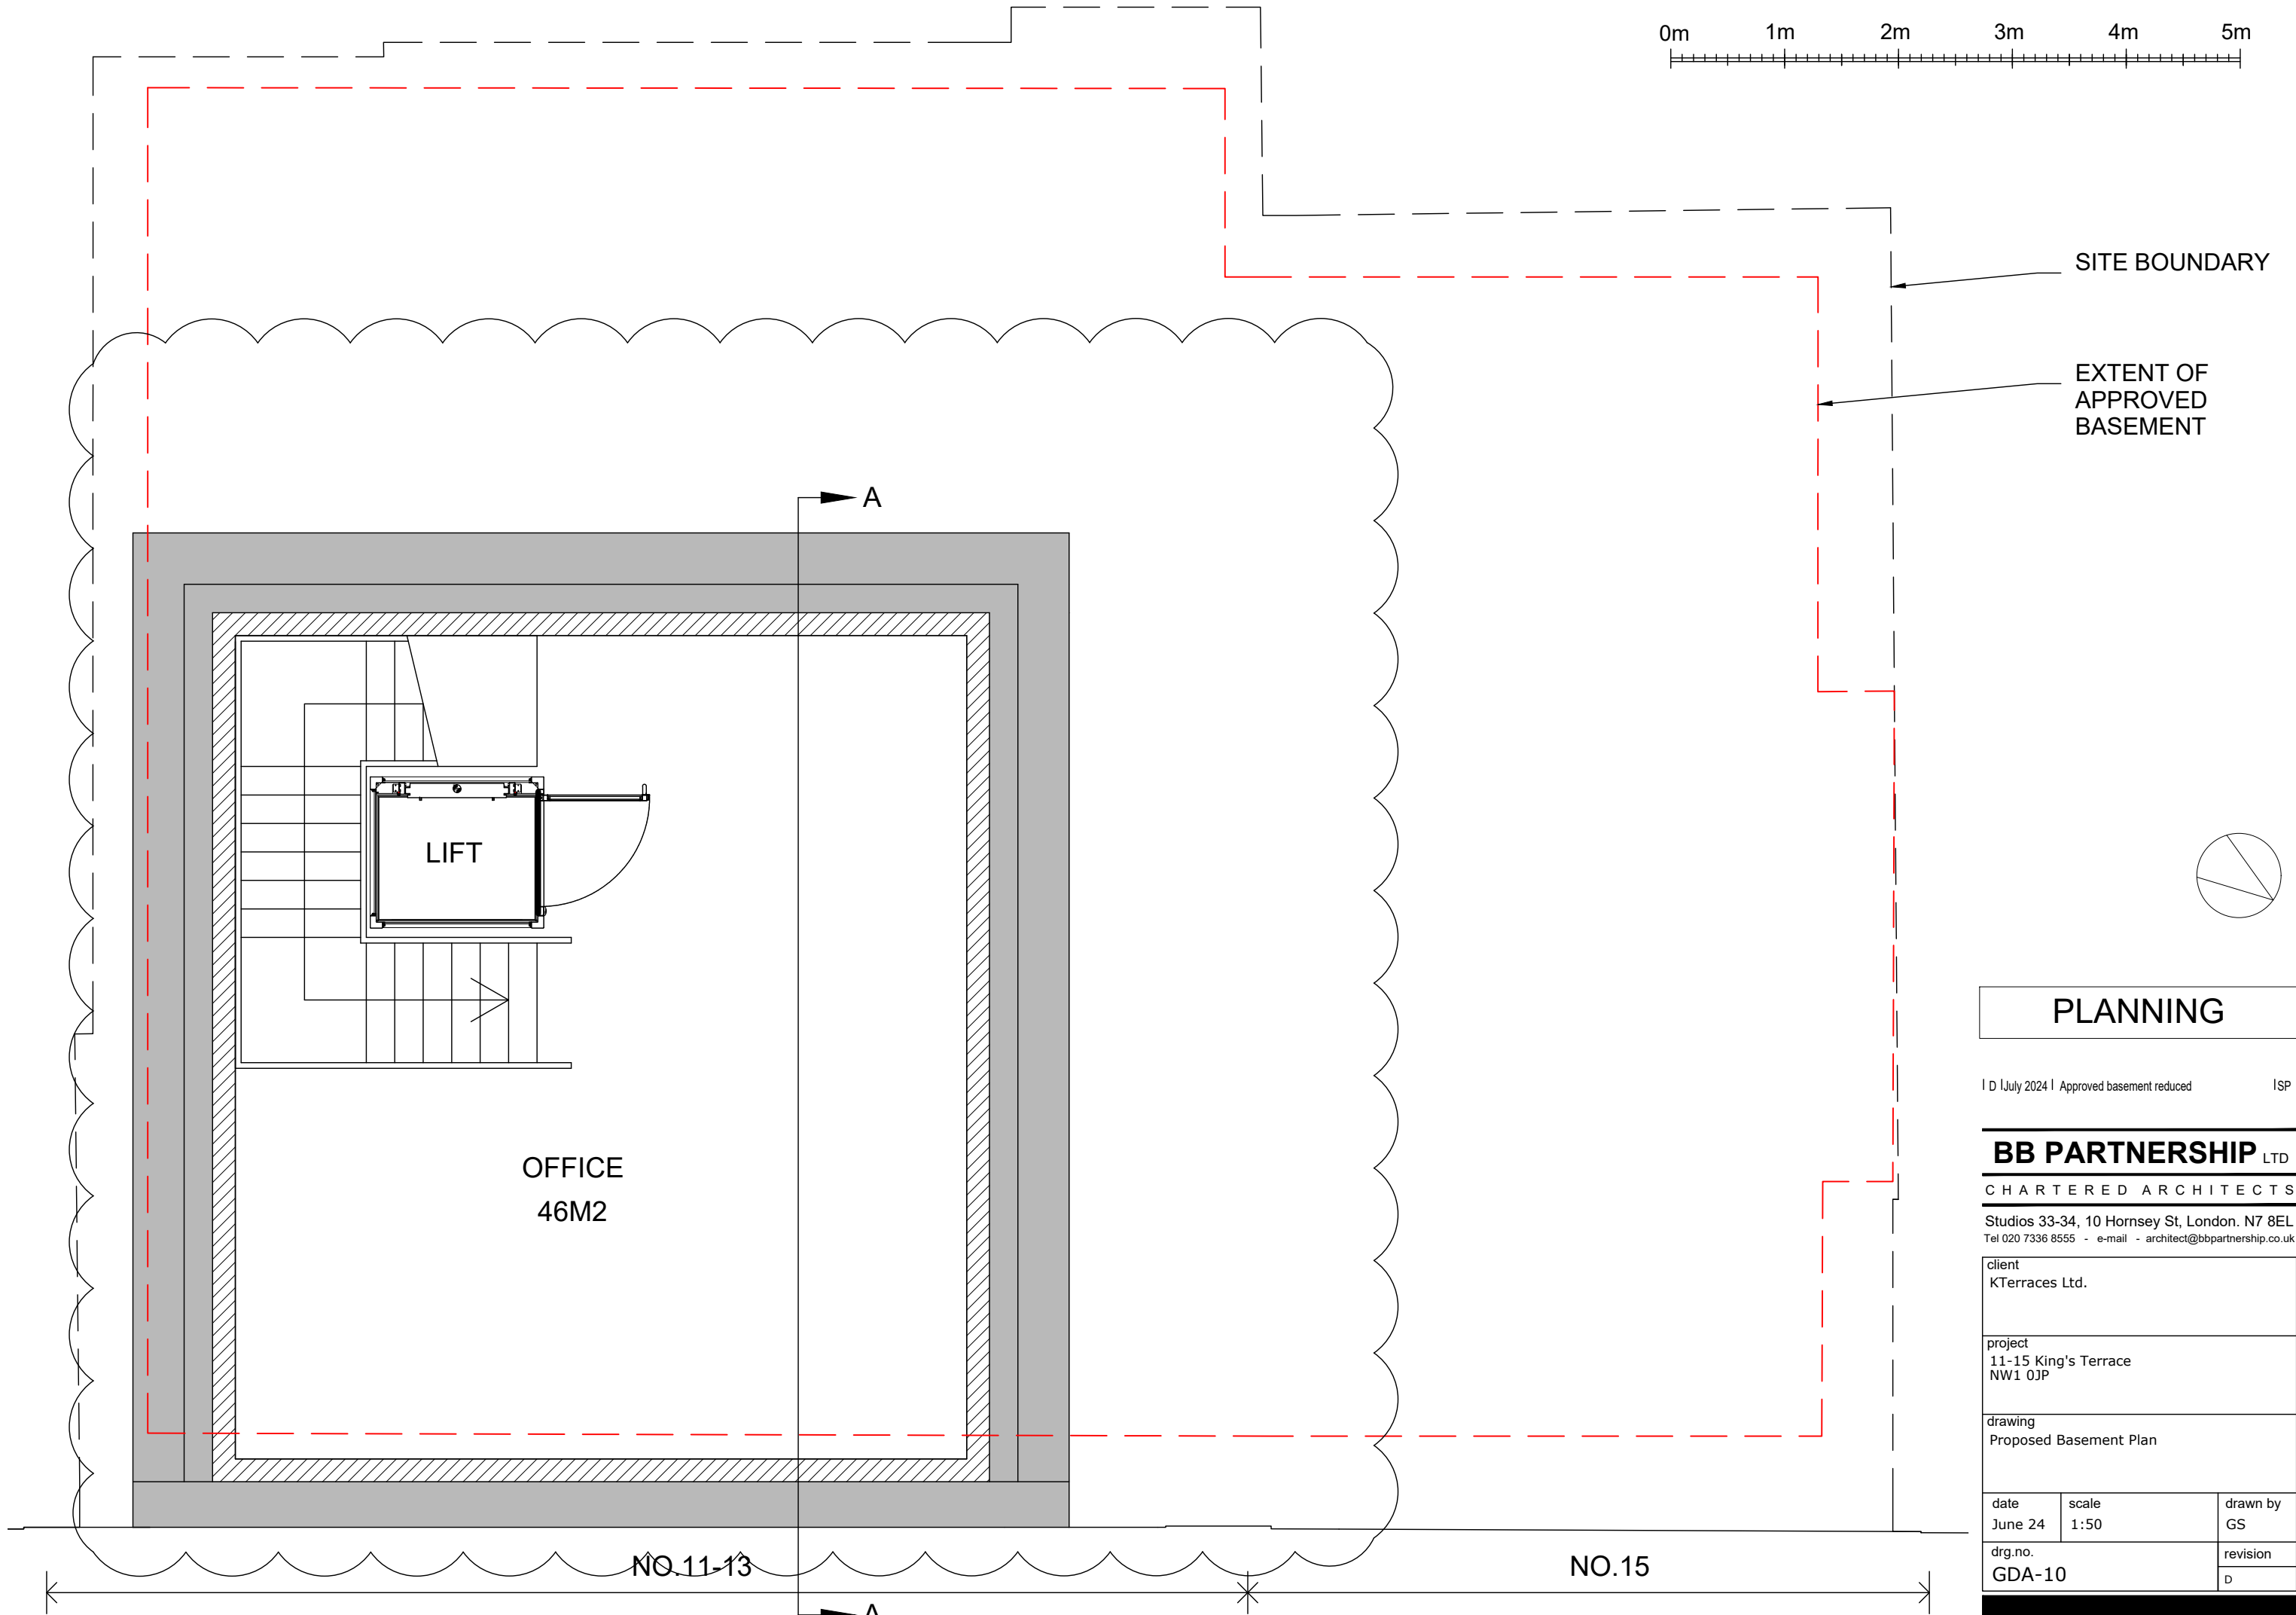 0m 1m 2m 3m 4m 5m
SITE BOUNDARY
EXTENT OF
APPROVED
BASEMENT
A
LIFT
OFFICE
46M2
NO.11-13
NO.15
A
PLANNING
D July 2024 Approved basement reduced SP
BB PARTNERSHIP LTD
CHARTERED ARCHITECTS
Studios 33-34, 10 Hornsey St, London. N7 8EL
Tel 020 7336 8555 - e-mail - architect@bbpartnership.co.uk
client
KTerraces Ltd.
project
11-15 King's Terrace
NW1 0JP
drawing
Proposed Basement Plan
date scale drawn by
June 24 1:50 GS
drg.no. revision
GDA-10 D